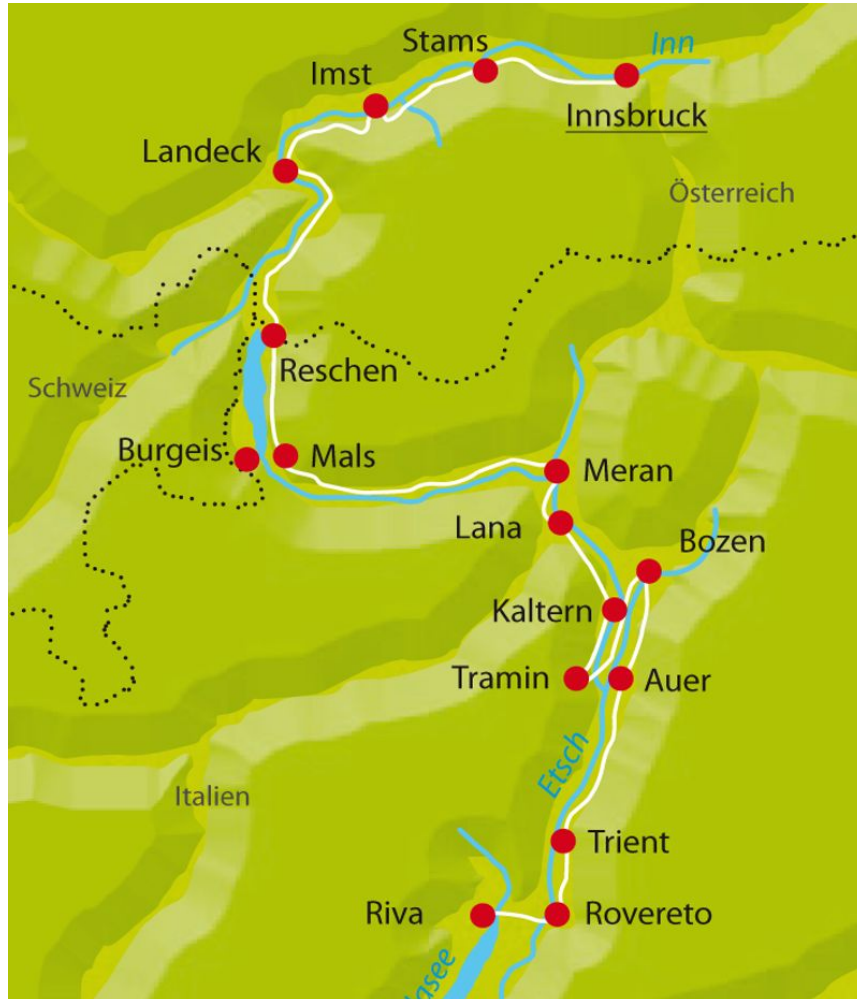 Stams
Inn
Imst
Innsbruck
Landeck
Österreich
Reschen
Schweiz
Burgeis
Mals
Meran
Lana
Bozen
Kaltern
Tramin
Auer
Etsch
Italien
Trient
Riva
Rovereto